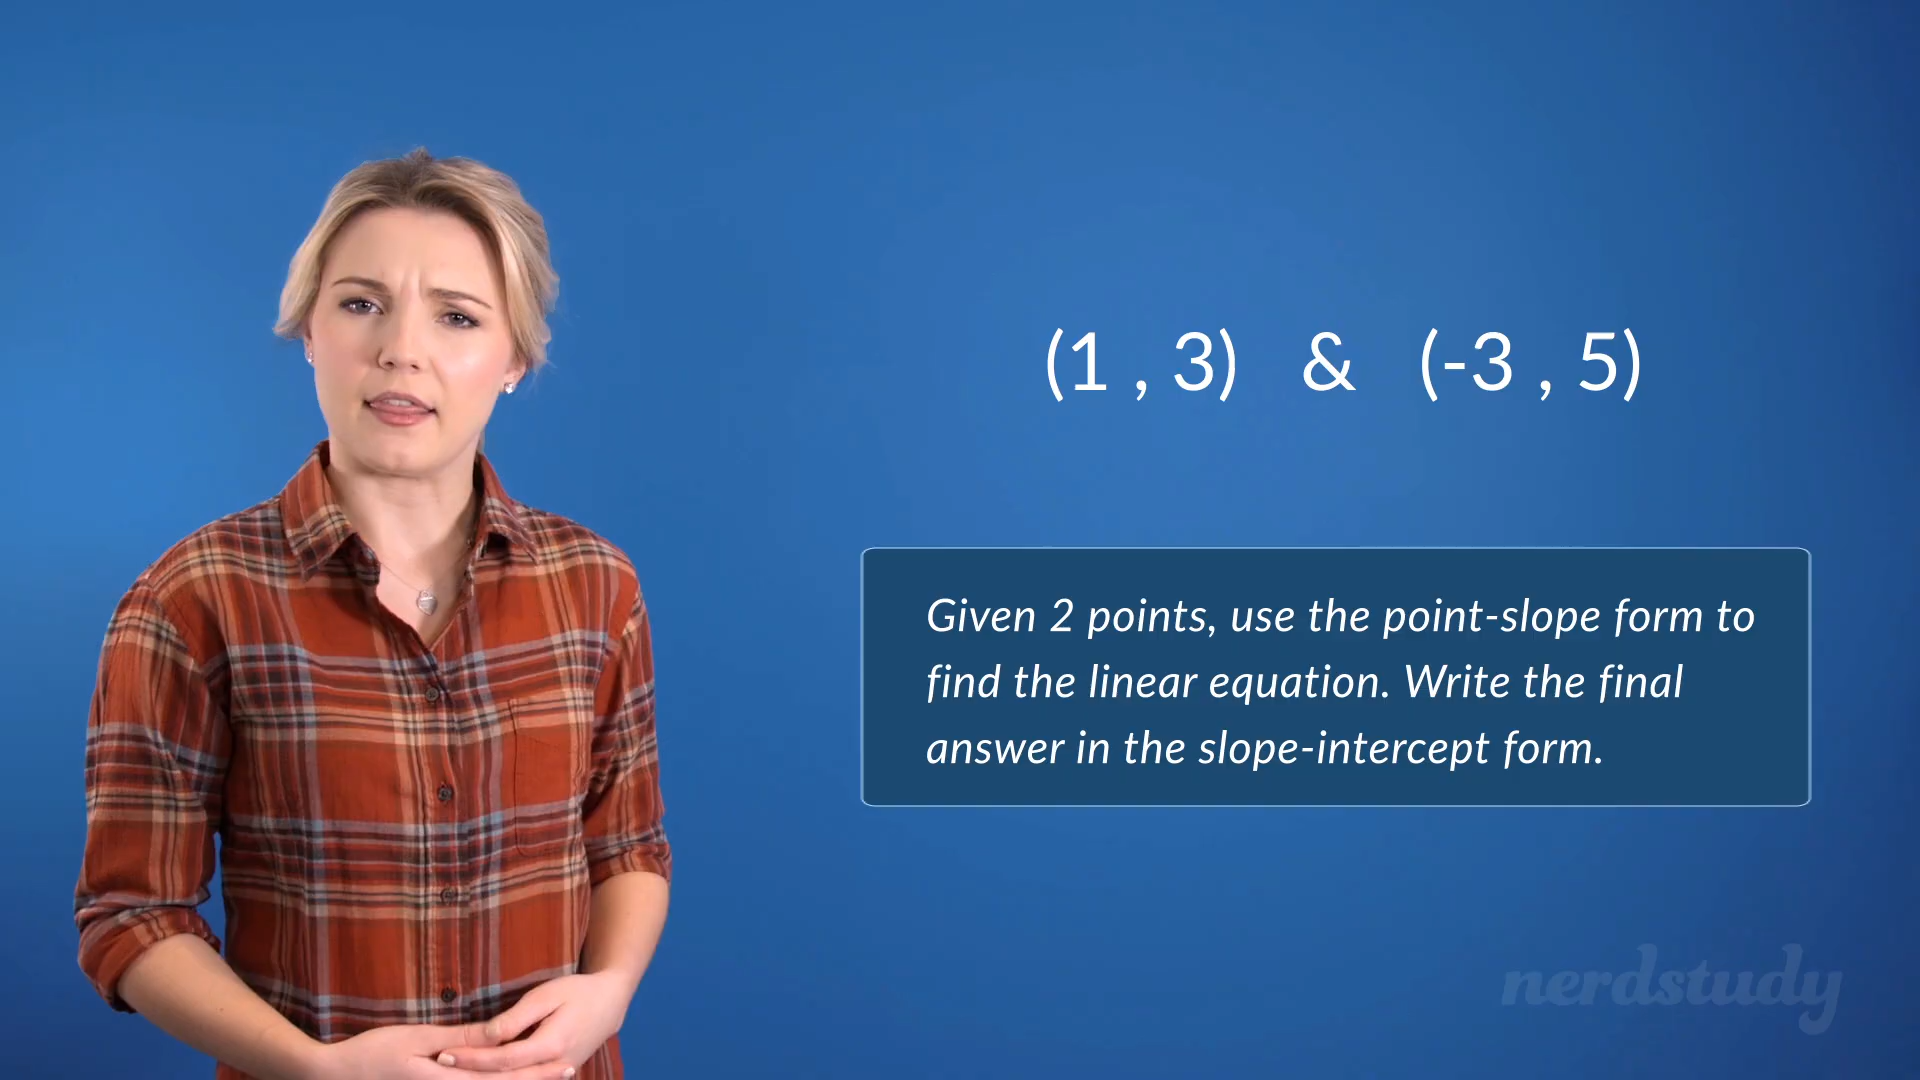 (1 , 3) & (-3 , 5)
Given 2 points, use the point-slope form to
find the linear equation. Write the final
answer in the slope-intercept form.
nerdstudy